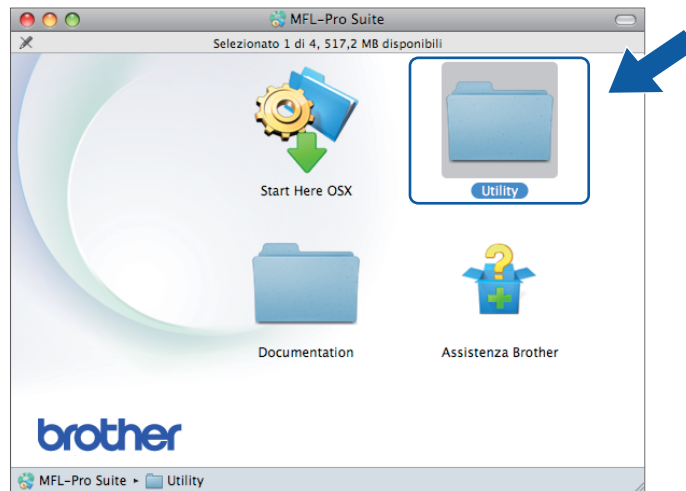 MFL-Pro Suite
Selezionato 1 di 4, 517,2 MB disponibili
Start Here OSX
Utility
Documentation
Assistenza Brother
brother
MFL-Pro Suite ▸ Utility